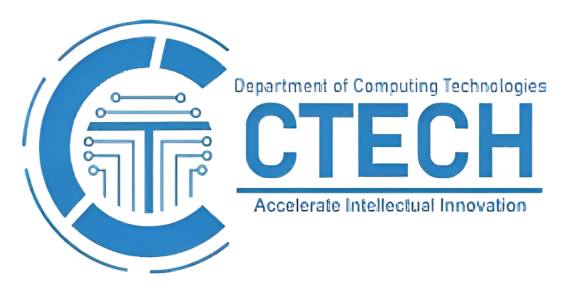 Department of Computing Technologies
CTECH
Accelerate Intellectual Innovation